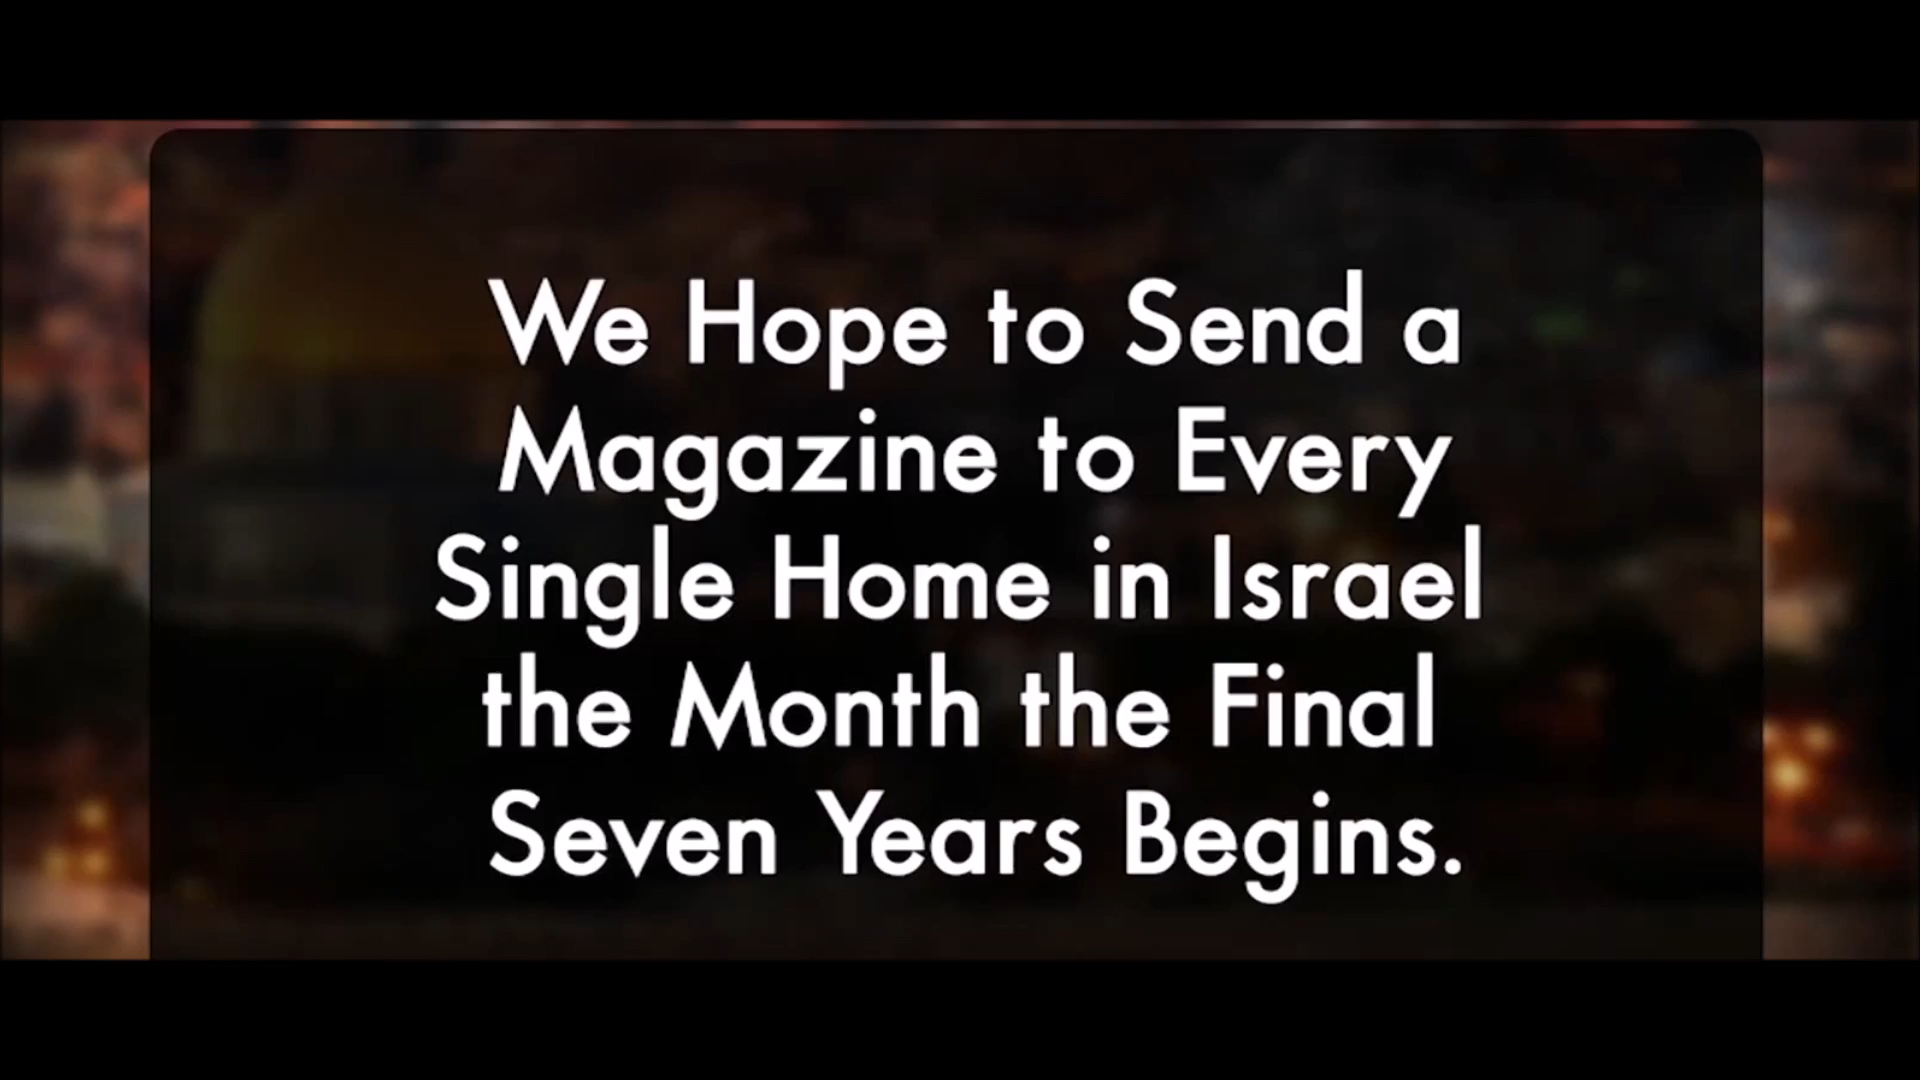 We Hope to Send a
Magazine to Every
Single Home in Israel
the Month the Final
Seven Years Begins.